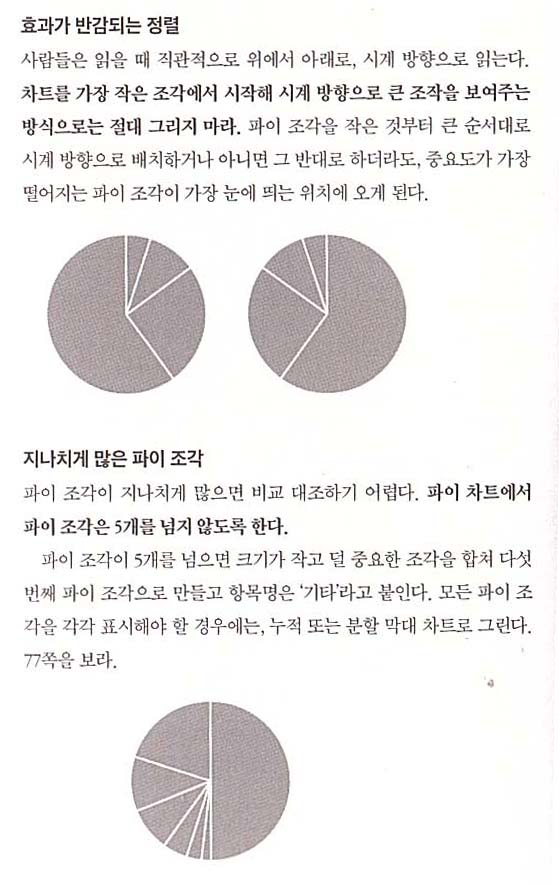 효과가 반감되는 정렬
사람들은 읽을 때 직관적으로 위에서 아래로, 시계 방향으로 읽는다.
차트를 가장 작은 조각에서 시작해 시계 방향으로 큰 조작을 보여주는
방식으로는 절대 그리지 마라. 파이 조각을 작은 것부터 큰 순서대로
시계 방향으로 배치하거나 아니면 그 반대로 하더라도, 중요도가 가장
떨어지는 파이 조각이 가장 눈에 띄는 위치에 오게 된다.
지나치게 많은 파이 조각
파이 조각이 지나치게 많으면 비교 대조하기 어렵다. 파이 차트에서
파이 조각은 5개를 넘지 않도록 한다.
파이 조각이 5개를 넘으면 크기가 작고 덜 중요한 조각을 합쳐 다섯
번째 파이 조각으로 만들고 항목명은 ‘기타’라고 붙인다. 모든 파이 조
각을 각각 표시해야 할 경우에는, 누적 또는 분할 막대 차트로 그린다.
77쪽을 보라.